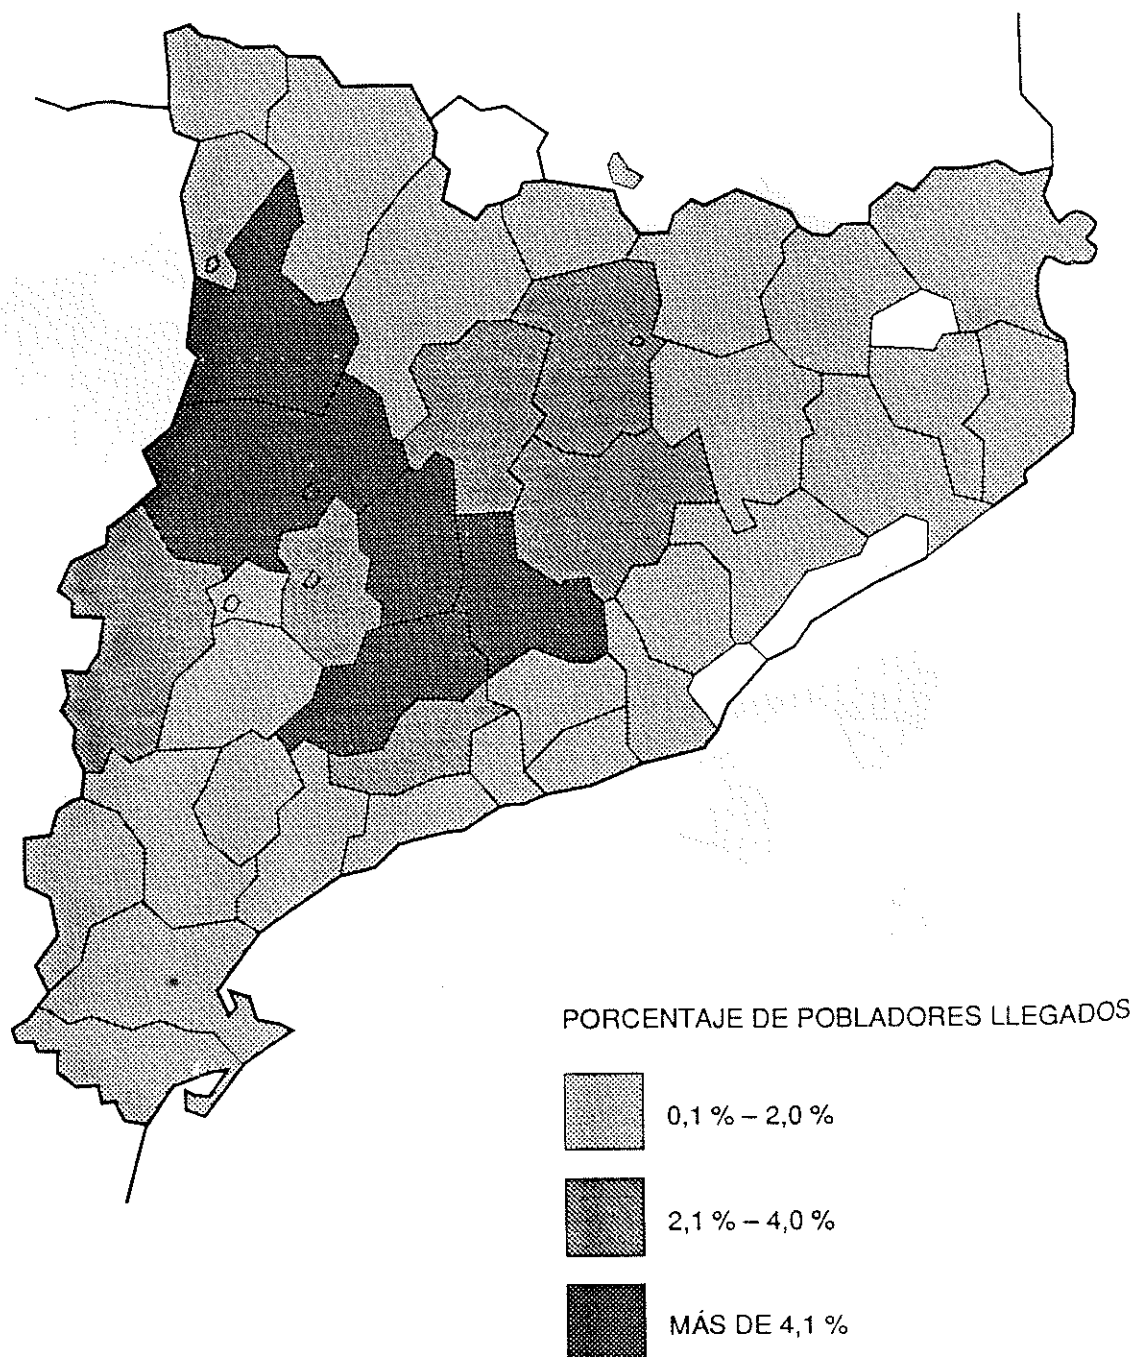 PORCENTAJE DE POBLADORES LLEGADOS
0,1 % – 2,0 %
2,1 % – 4,0 %
MÁS DE 4,1 %